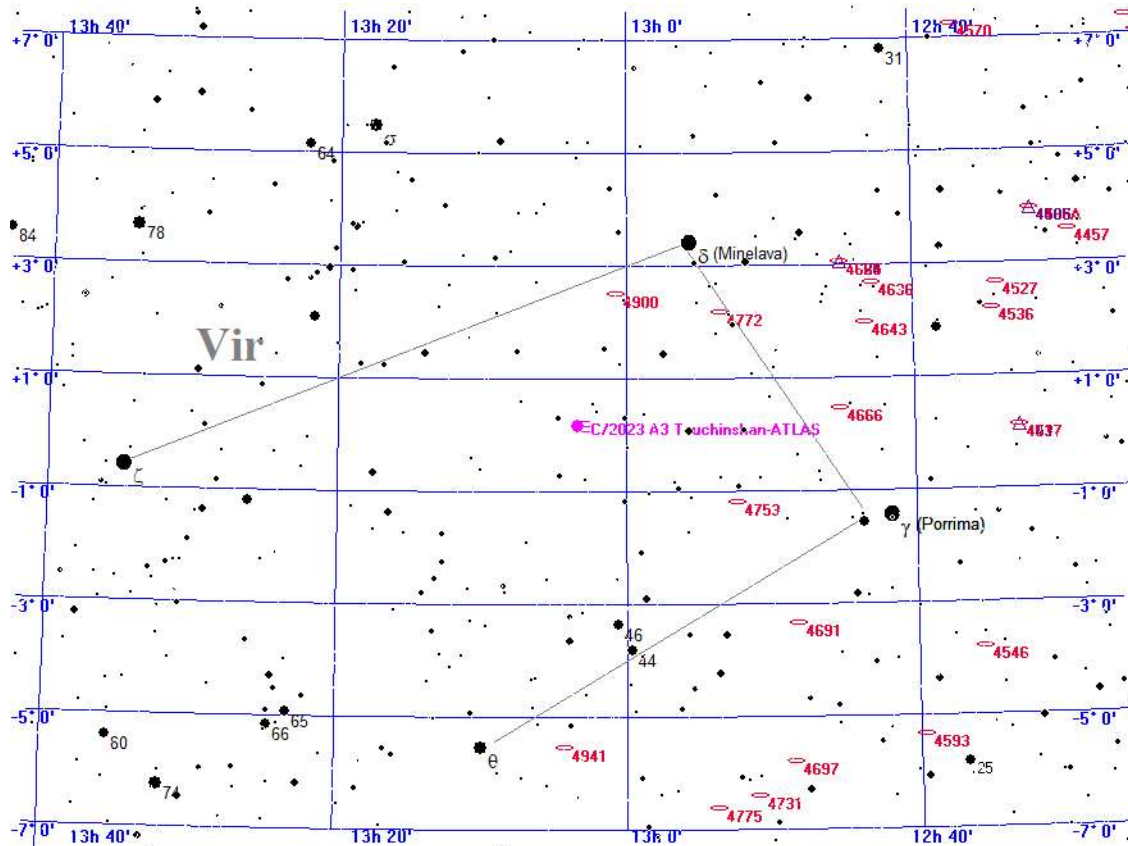 13h 40' 13h 20' 13h 0' 12h 40'
4570
+7° 0' +7° 0'
31
σ
64
+5° 0' +5° 0'
78
84
4457
δ (Minelava)
+3° 0' +3° 0'
4636
4527
4900
4536
4772
4643
Vir
+1° 0' +1° 0'
4666
C/2023 A3 Tsuchinshan-ATLAS
ζ
-1° 0' -1° 0'
4753
γ (Porrima)
-3° 0' -3° 0'
46
4691
4546
44
-5° 0' -5° 0'
65
66
60
4593
θ
4941
25
4697
74
4731
4775
-7° 0' -7° 0'
13h 40' 13h 20' 13h 0' 12h 40'